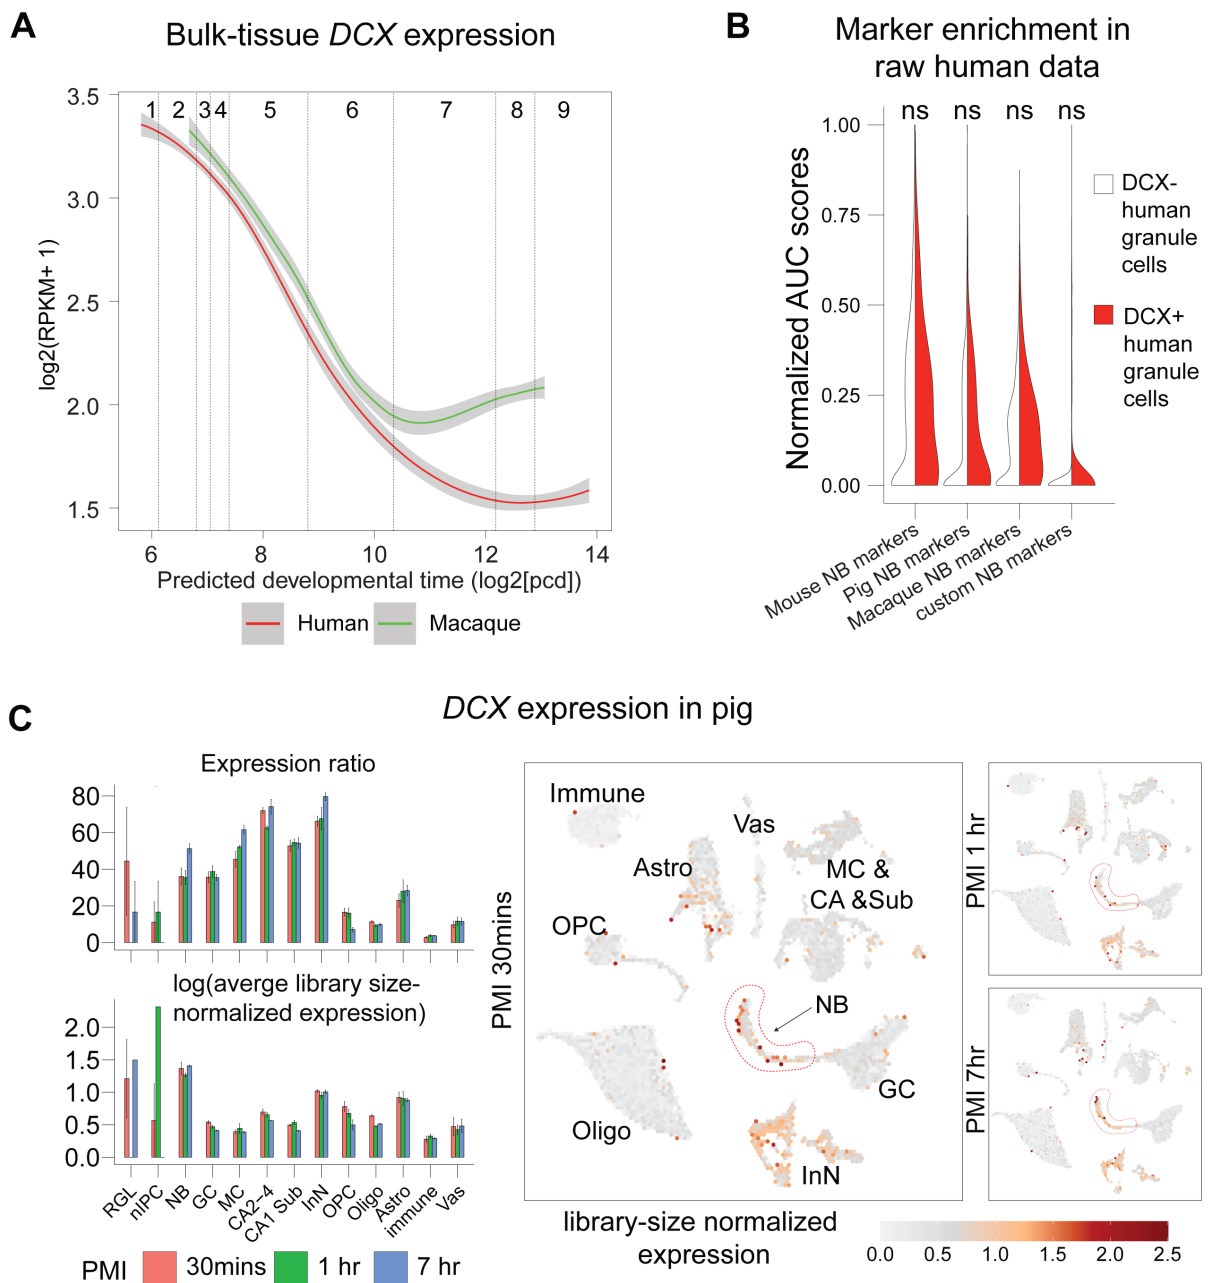 A
Bulk-tissue DCX expression
3.5
3.0
2.5
2.0
1.5
log2(RPKM+ 1)
1 2 3 4 5 6 7 8 9
6 8 10 12 14
Predicted developmental time (log2[pcd])
Human Macaque
B
Marker enrichment in
raw human data
ns ns ns ns
1.00
0.75
0.50
0.25
0.00
Normalized AUC scores
Mouse NB markers
Pig NB markers
Macaque NB markers
custom NB markers
DCX-
human
granule
cells
DCX+
human
granule
cells
C
DCX expression in pig
Expression ratio
80
60
40
20
0
log(averge library size-
normalized expression)
2.0
1.5
1.0
0.5
0.0
RGL
nIPC
NB
GC
MC
CA2-4
CA1 Sub
InN
OPC
Oligo
Astro
immune
Vas
PMI 30mins 1 hr 7 hr
PMI 30mins
Immune
Vas
Astro
MC &
CA &Sub
OPC
NB
GC
Oligo
InN
PMI 1 hr
PMI 7hr
library-size normalized
expression
0.0 0.5 1.0 1.5 2.0 2.5